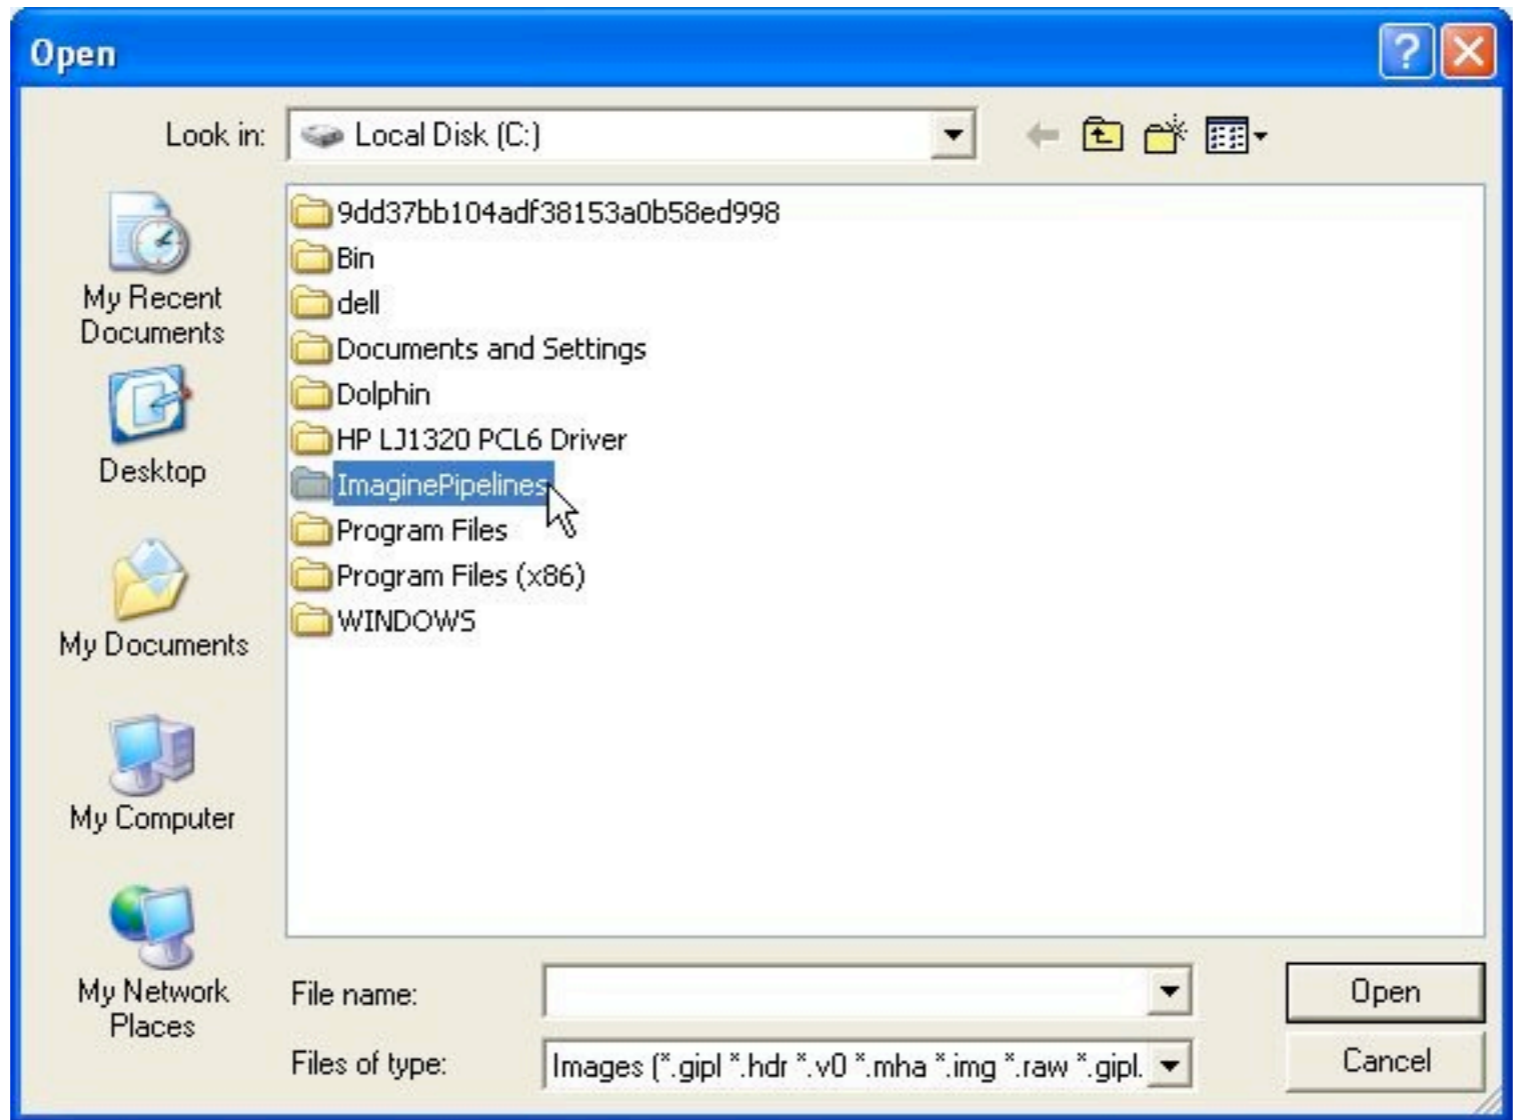 Open
Look in:
Local Disk (C:)
My Recent
Documents
Desktop
My Documents
My Computer
My Network
Places
9dd37bb104adf38153a0b58ed998
Bin
dell
Documents and Settings
Dolphin
HP LJ1320 PCL6 Driver
ImaginePipelines
Program Files
Program Files (x86)
WINDOWS
File name:
Open
Files of type:
Images (*.gipl *.hdr *.v0 *.mha *.img *.raw *.gipl.
Cancel